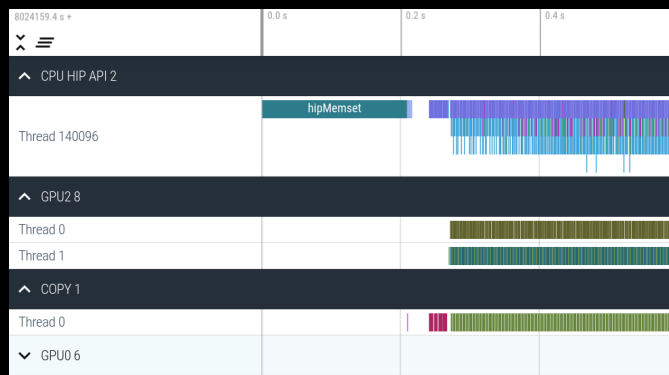 8024159.4 s +
0.0 s
0.2 s
0.4 s
CPU HIP API 2
hipMemset
Thread 140096
GPU2 8
Thread 0
Thread 1
COPY 1
Thread 0
GPU0 6